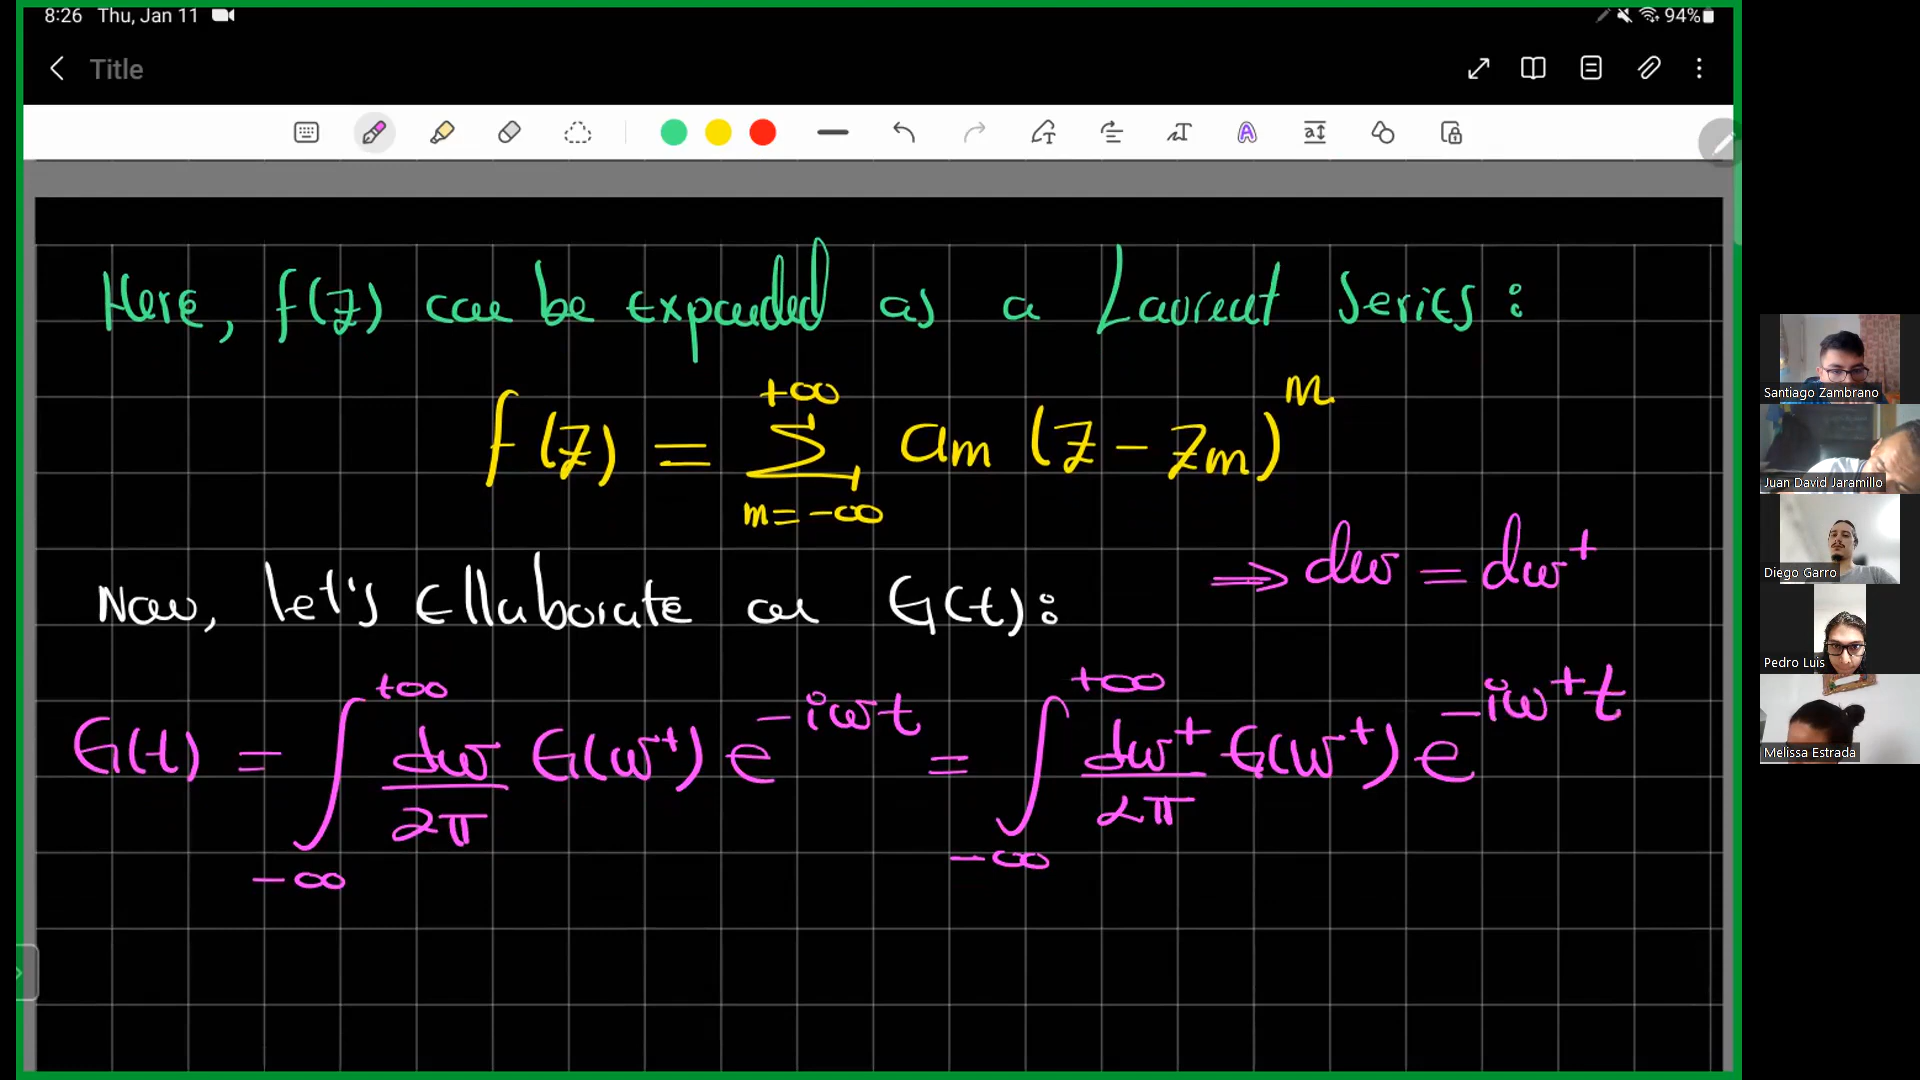 8:26 Thu, Jan 11 94%
Title
Here, f(z) can be expanded as a Laurent Series :
f(z) = ∑_{m=-∞}^{+∞} a_m (z - z_m)^m
⟹ dω = dω⁺
Now, let's Ellaborate on G(t):
G(t) = ∫_{-∞}^{+∞} dω/2π G(ω⁺) e^{-iωt} = ∫_{-∞}^{+∞} dω⁺/2π G(ω⁺) e^{-iω⁺t}
Santiago Zambrano
Juan David Jaramillo
Diego Garro
Pedro Luis
Melissa Estrada